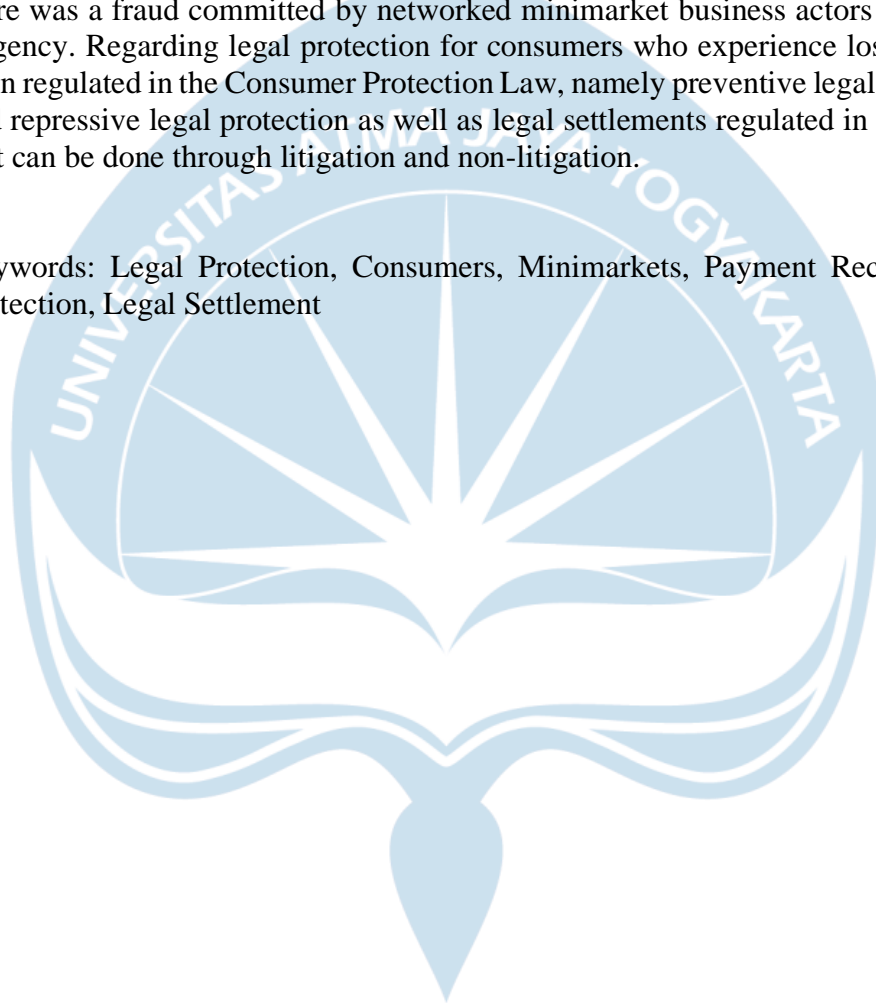 re was a fraud committed by networked minimarket business actors
gency. Regarding legal protection for consumers who experience los
n regulated in the Consumer Protection Law, namely preventive legal
repressive legal protection as well as legal settlements regulated in
t can be done through litigation and non-litigation.
ywords: Legal Protection, Consumers, Minimarkets, Payment Rec
tection, Legal Settlement
UNIVERSITAS ATMA JAYA YOGYAKARTA